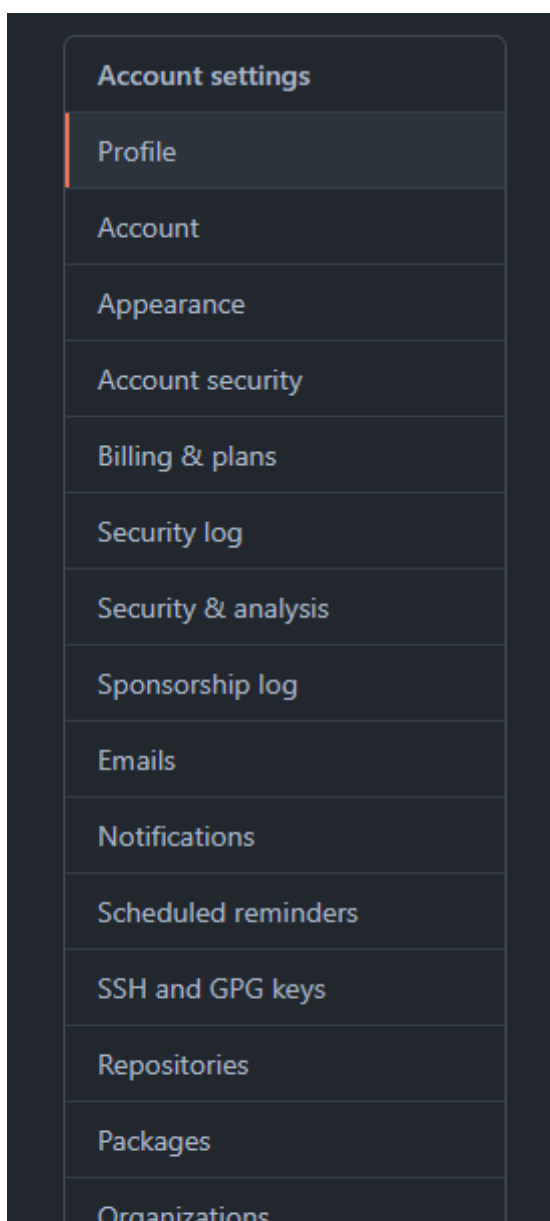 Account settings
Profile
Account
Appearance
Account security
Billing & plans
Security log
Security & analysis
Sponsorship log
Emails
Notifications
Scheduled reminders
SSH and GPG keys
Repositories
Packages
Organizations